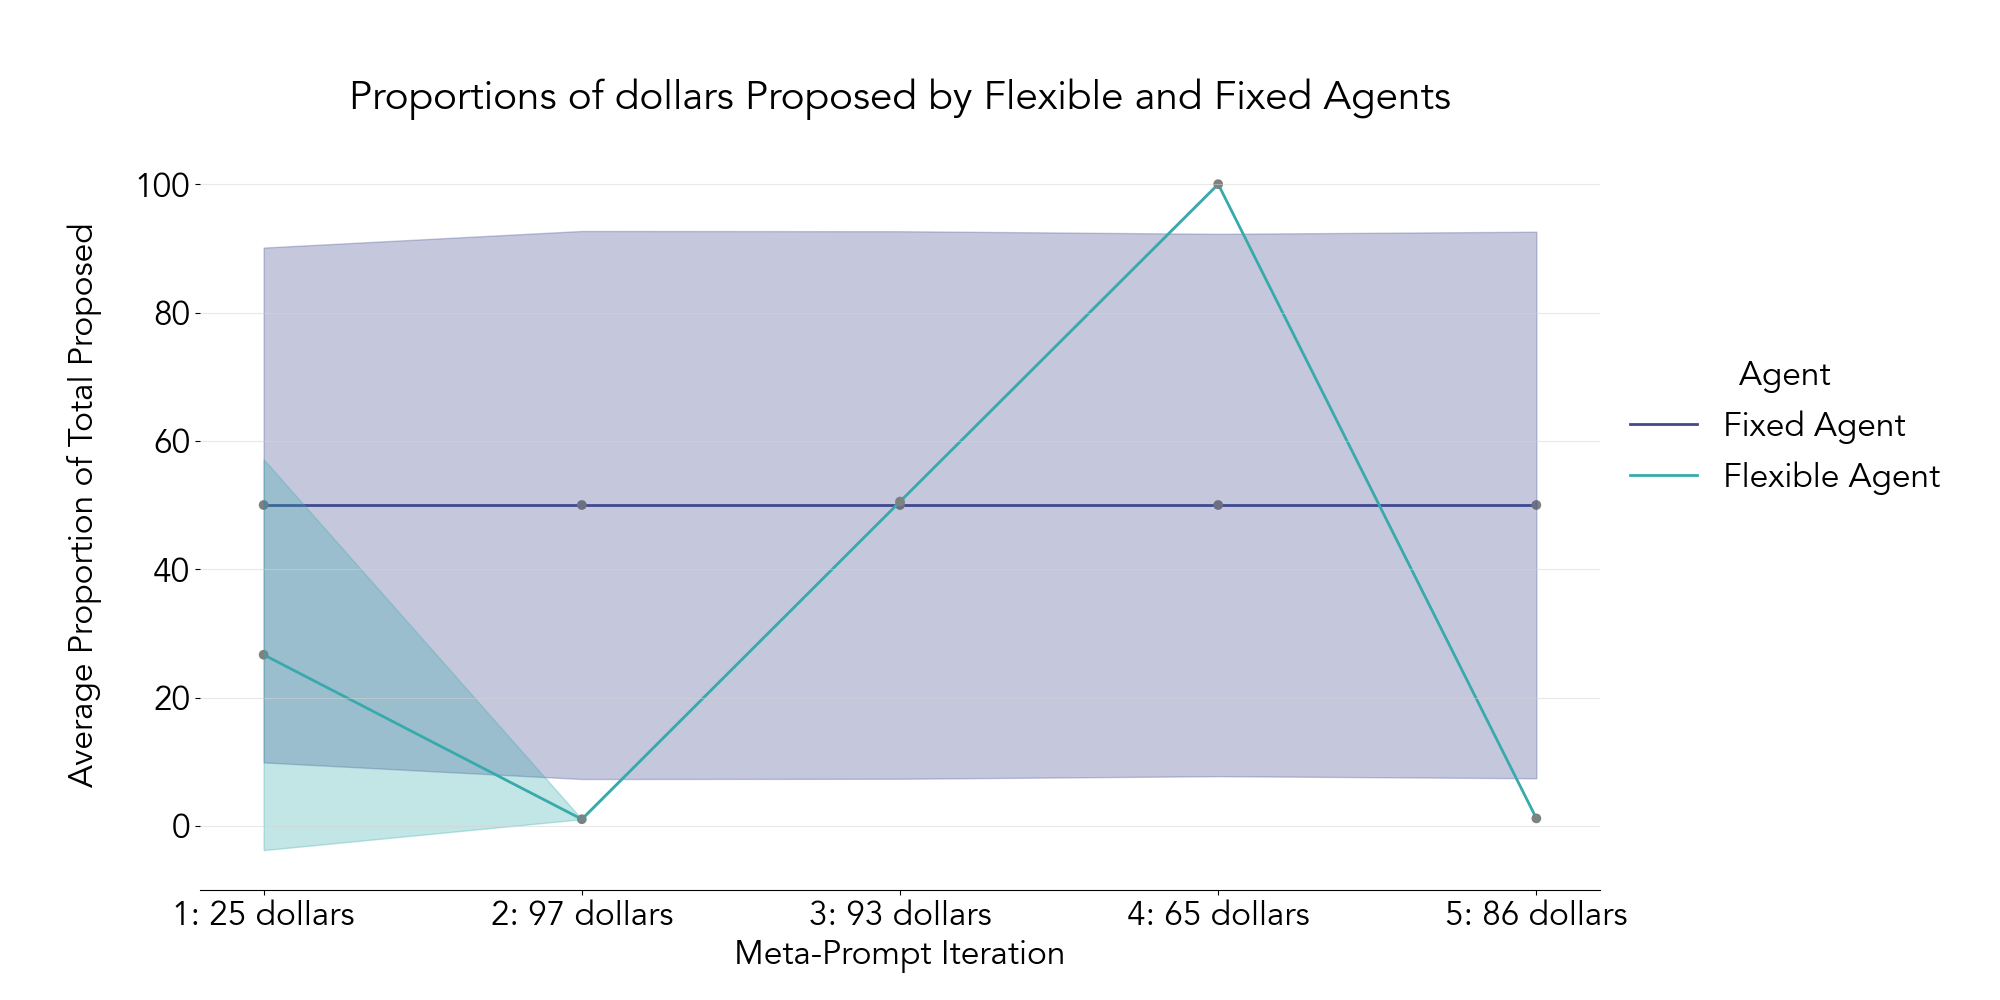 Proportions of dollars Proposed by Flexible and Fixed Agents
Average Proportion of Total Proposed
100
80
60
40
20
0
1: 25 dollars
2: 97 dollars
3: 93 dollars
4: 65 dollars
5: 86 dollars
Meta-Prompt Iteration
Agent
Fixed Agent
Flexible Agent